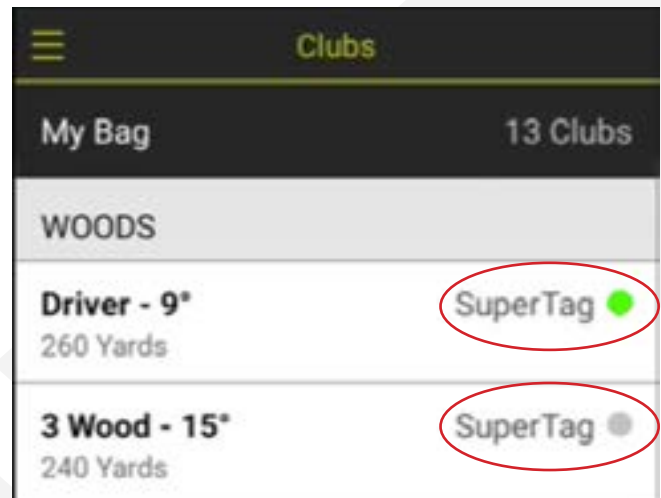 Clubs
My Bag 13 Clubs
WOODS
Driver - 9° SuperTag
260 Yards
3 Wood - 15° SuperTag
240 Yards